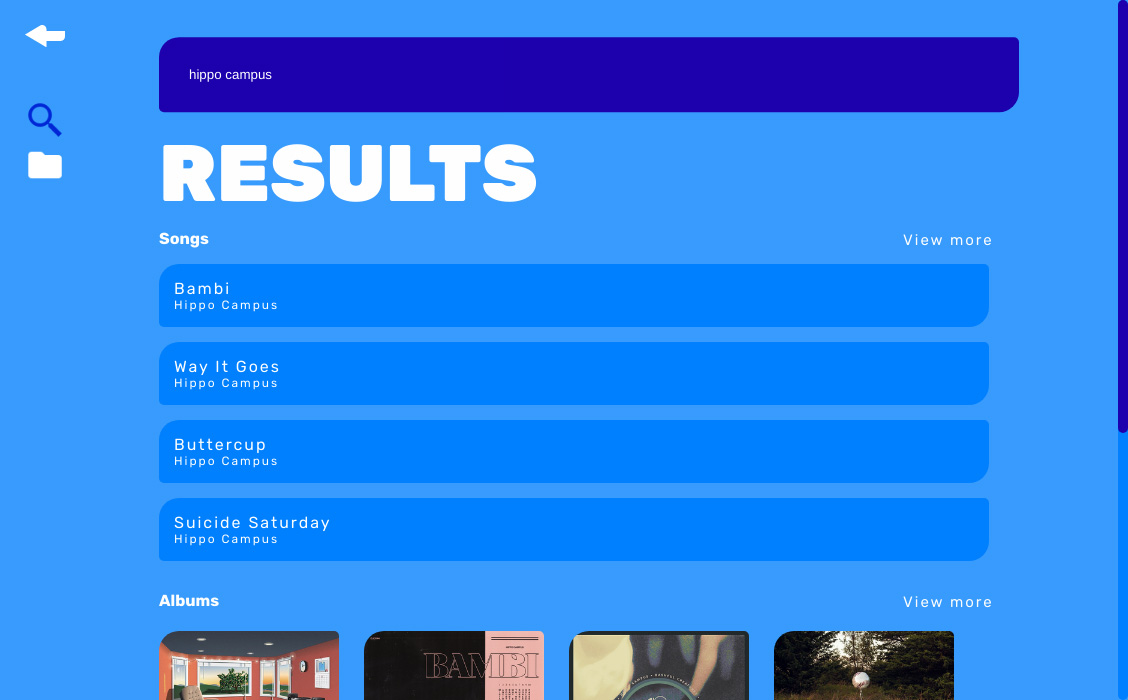 hippo campus
RESULTS
Songs
View more
Bambi
Hippo Campus
Way It Goes
Hippo Campus
Buttercup
Hippo Campus
Suicide Saturday
Hippo Campus
Albums
View more
BAMBI